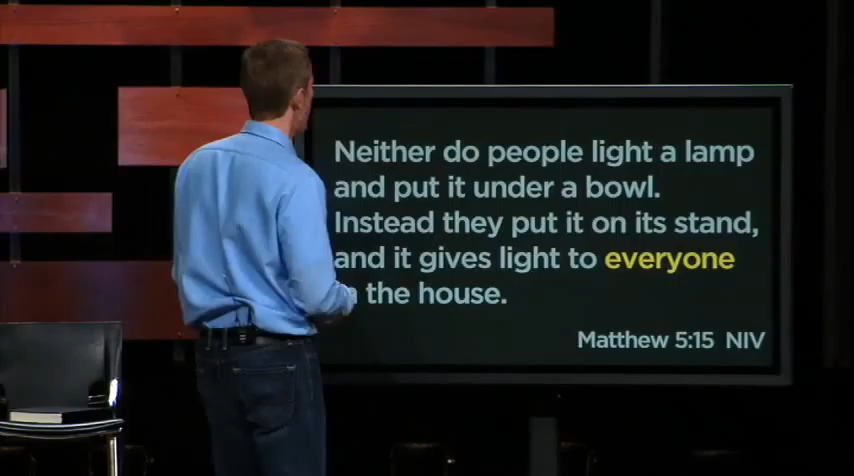 Neither do people light a lamp
and put it under a bowl.
Instead they put it on its stand,
and it gives light to everyone
the house.
Matthew 5:15 NIV